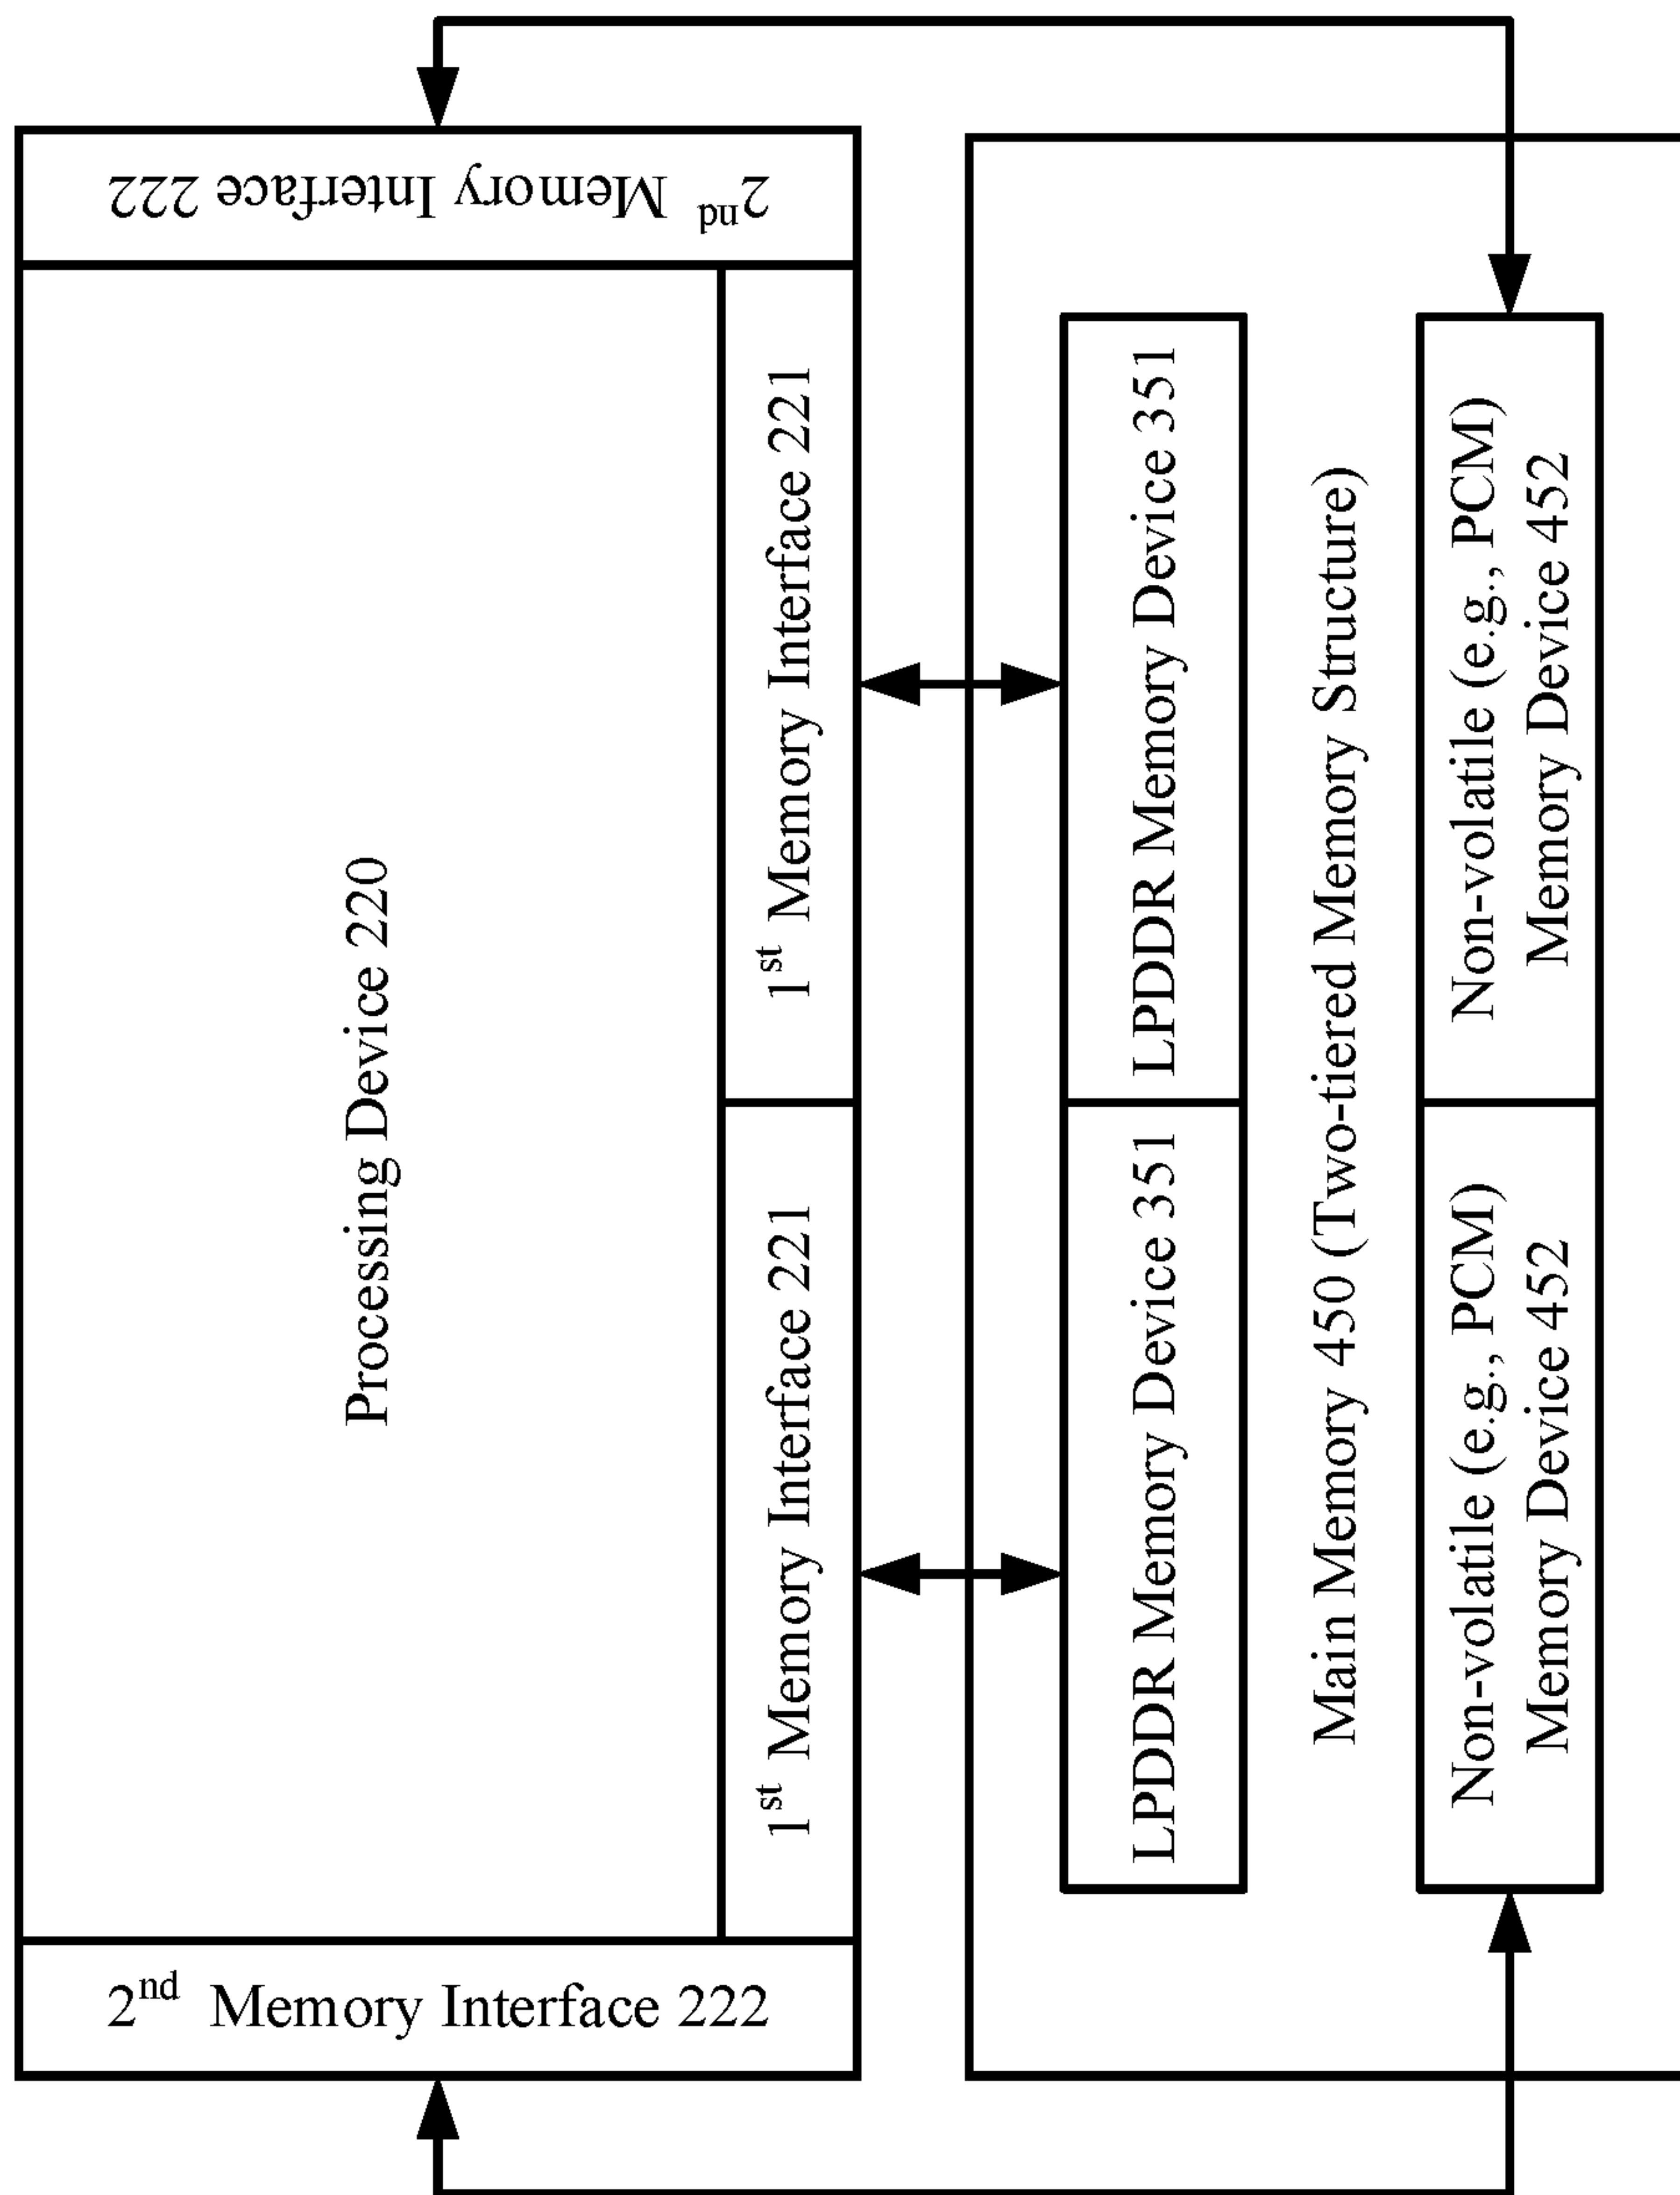 2nd Memory Interface 222
Processing Device 220
2nd Memory Interface 222
1st Memory Interface 221
1st Memory Interface 221
LPDDR Memory Device 351
LPDDR Memory Device 351
Main Memory 450 (Two-tiered Memory Structure)
Non-volatile (e.g., PCM)
Memory Device 452
Non-volatile (e.g., PCM)
Memory Device 452